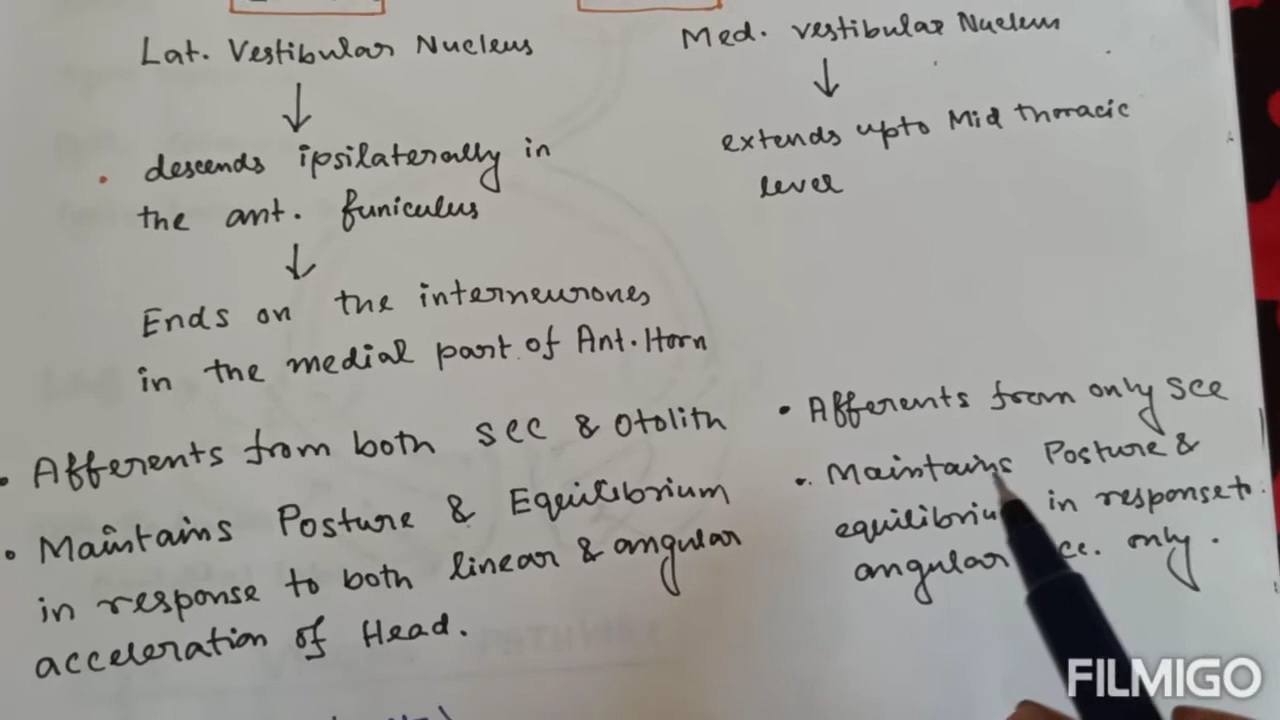 Lat. Vestibular Nucleus
descends ipsilaterally in
the ant. funiculus
Ends on the interneurones
in the medial part of Ant. Horn
• Afferents from both SCC & Otolith
• Maintains Posture & Equilibrium
in response to both linear & angular
acceleration of Head.
Med. vestibular Nucleus
extends upto Mid thoracic
level
• Afferents from only SCC
• Maintains Posture &
equilibrium in response to
angular acc. only.
FILMIGO